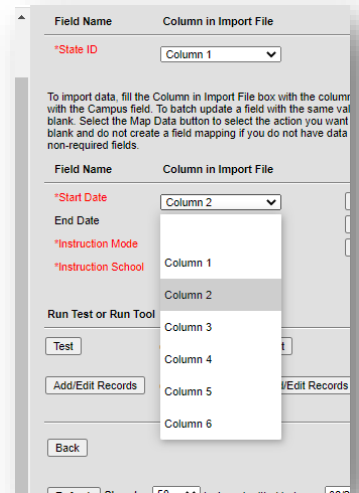 Field Name Column in Import File
*State ID Column 1
To import data, fill the Column in Import File box with the column
with the Campus field. To batch update a field with the same val
blank. Select the Map Data button to select the action you want
blank and do not create a field mapping if you do not have data
non-required fields.
Field Name Column in Import File
*Start Date Column 2
End Date
*Instruction Mode
*Instruction School
Column 1
Column 2
Column 3
Column 4
Column 5
Column 6
Run Test or Run Tool
Test t
Add/Edit Records /Edit Records
Back